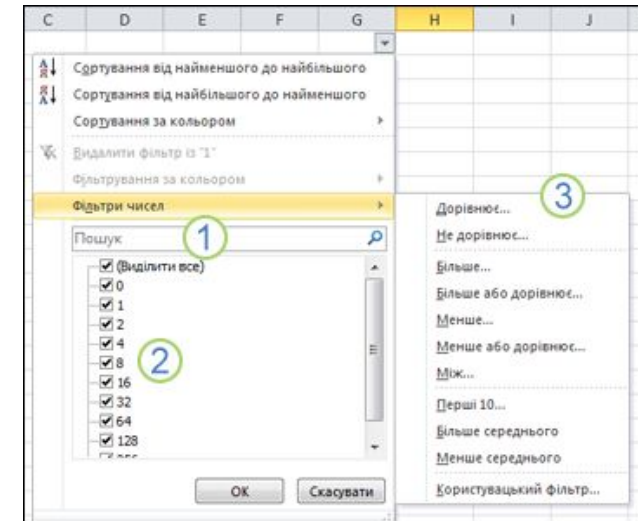 C D E F G H I J
Сортування від найменшого до найбільшого
Сортування від найбільшого до найменшого
Сортування за кольором
Видалити фільтр із "1"
Фільтрування за кольором
Фільтри чисел
Пошук
1
(Виділити все)
0
1
2
4
8
16
32
64
128
2
OK Скасувати
3
Дорівнює...
Не дорівнює...
Більше...
Більше або дорівнює...
Менше...
Менше або дорівнює...
Між...
Перші 10...
Більше середнього
Менше середнього
Користувацький фільтр...